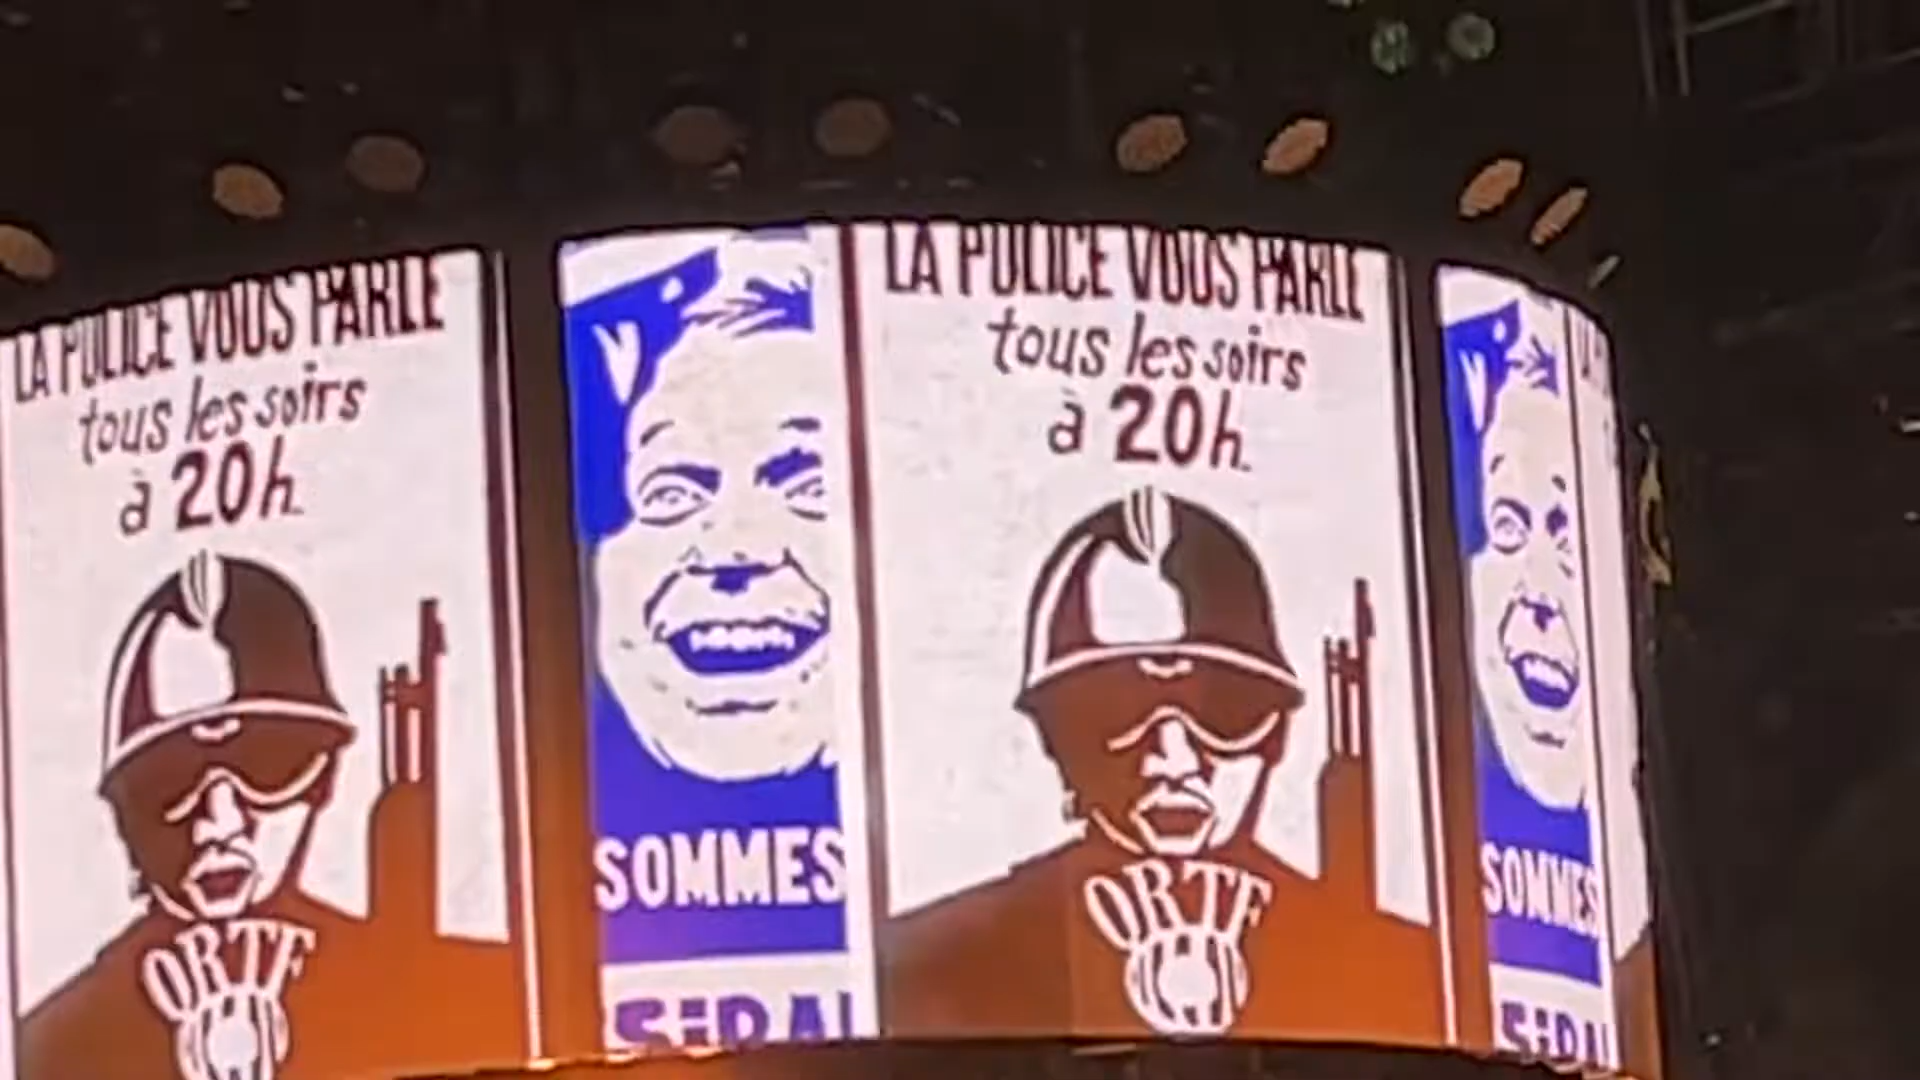 LA POLICE VOUS PARLE
tous les soirs
à 20h.
ORTF
SOMMES
LA POLICE VOUS PARLE
tous les soirs
à 20h.
ORTF
SOMMES